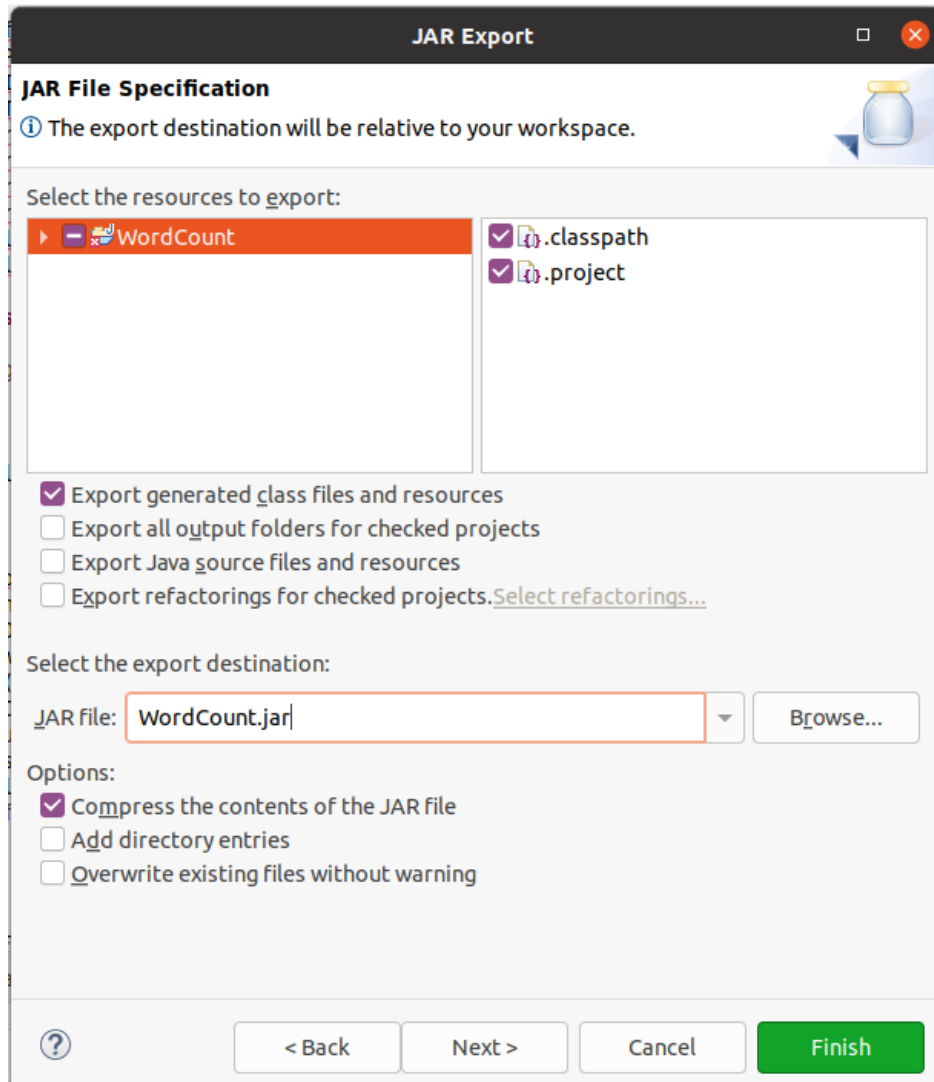 JAR Export
JAR File Specification
The export destination will be relative to your workspace.
Select the resources to export:
WordCount
.classpath
.project
Export generated class files and resources
Export all output folders for checked projects
Export Java source files and resources
Export refactorings for checked projects. Select refactorings...
Select the export destination:
JAR file: WordCount.jar Browse...
Options:
Compress the contents of the JAR file
Add directory entries
Overwrite existing files without warning
? < Back Next > Cancel Finish